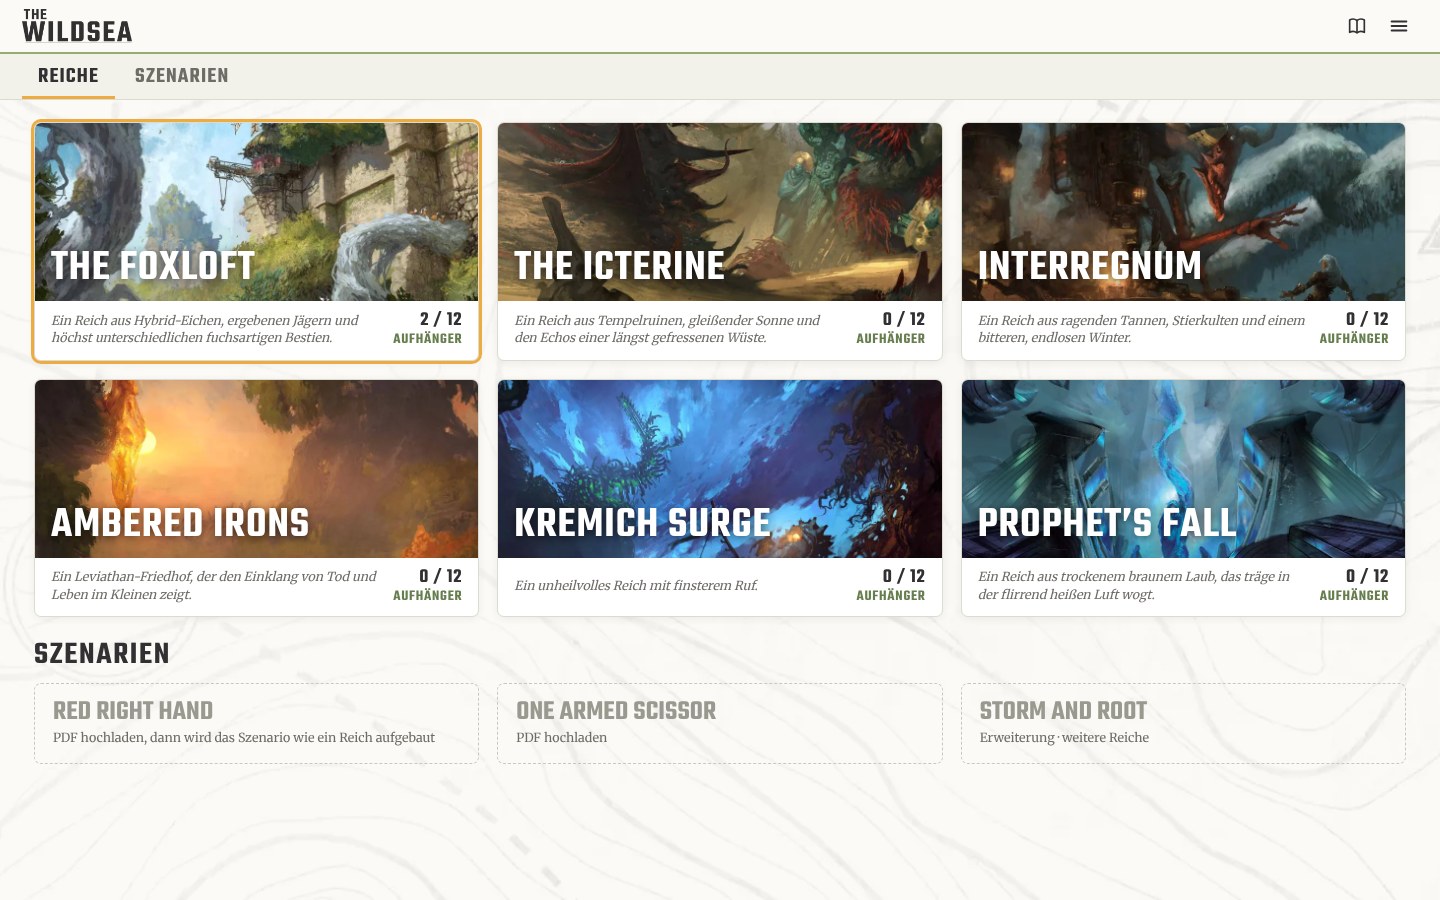 THE
WILDSEA
REICHE
SZENARIEN
THE FOXLOFT
Ein Reich aus Hybrid-Eichen, ergebenen Jägern und
höchst unterschiedlichen fuchsartigen Bestien.
2 / 12
AUFHÄNGER
THE ICTERINE
Ein Reich aus Tempelruinen, gleißender Sonne und
den Echos einer längst gefressenen Wüste.
0 / 12
AUFHÄNGER
INTERREGNUM
Ein Reich aus ragenden Tannen, Stierkulten und einem
bitteren, endlosen Winter.
0 / 12
AUFHÄNGER
AMBERED IRONS
Ein Leviathan-Friedhof, der den Einklang von Tod und
Leben im Kleinen zeigt.
0 / 12
AUFHÄNGER
KREMICH SURGE
Ein unheilvolles Reich mit finsterem Ruf.
0 / 12
AUFHÄNGER
PROPHET'S FALL
Ein Reich aus trockenem braunem Laub, das träge in
der flirrend heißen Luft wogt.
0 / 12
AUFHÄNGER
SZENARIEN
RED RIGHT HAND
PDF hochladen, dann wird das Szenario wie ein Reich aufgebaut
ONE ARMED SCISSOR
PDF hochladen
STORM AND ROOT
Erweiterung · weitere Reiche